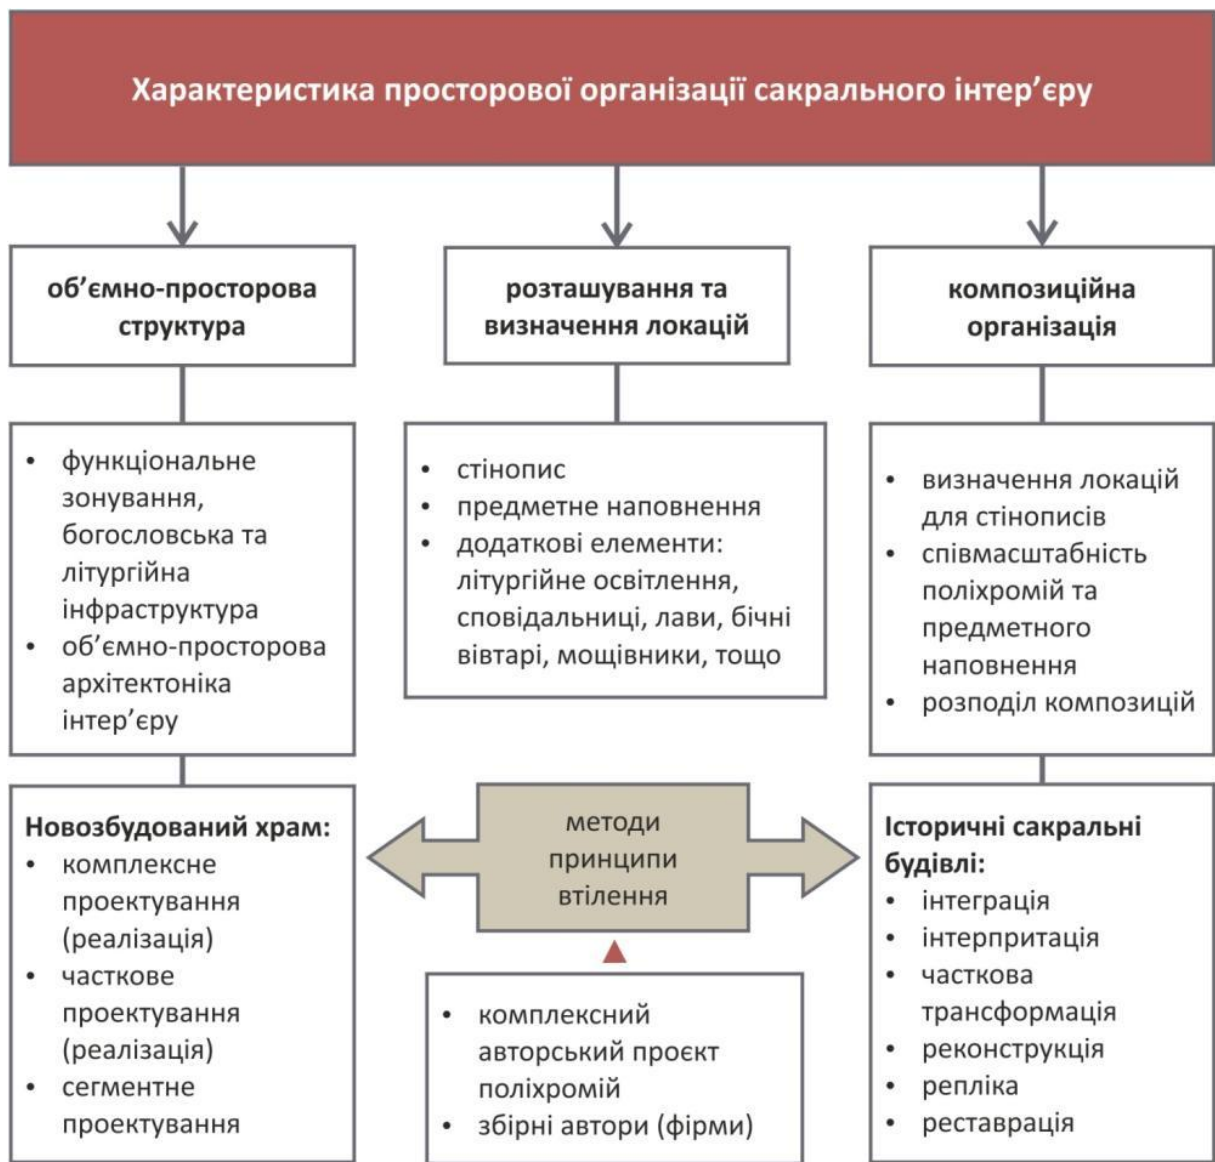 Характеристика просторової організації сакрального інтер’єру
об’ємно-просторова
структура
розташування та
визначення локацій
композиційна
організація
• функціональне
зонування,
богословська та
літургійна
інфраструктура
• об’ємно-просторова
архітектоніка
інтер’єру
• стінопис
• предметне наповнення
• додаткові елементи:
літургійне освітлення,
сповідальниці, лави, бічні
вівтарі, мощівники, тощо
• визначення локацій
для стінописів
• співмасштабність
поліхромій та
предметного
наповнення
• розподіл композицій
Новозбудований храм:
• комплексне
проектування
(реалізація)
• часткове
проектування
(реалізація)
• сегментне
проектування
методи
принципи
втілення
• комплексний
авторський проєкт
поліхромій
• збірні автори (фірми)
Історичні сакральні
будівлі:
• інтеграція
• інтерпритація
• часткова
трансформація
• реконструкція
• репліка
• реставрація